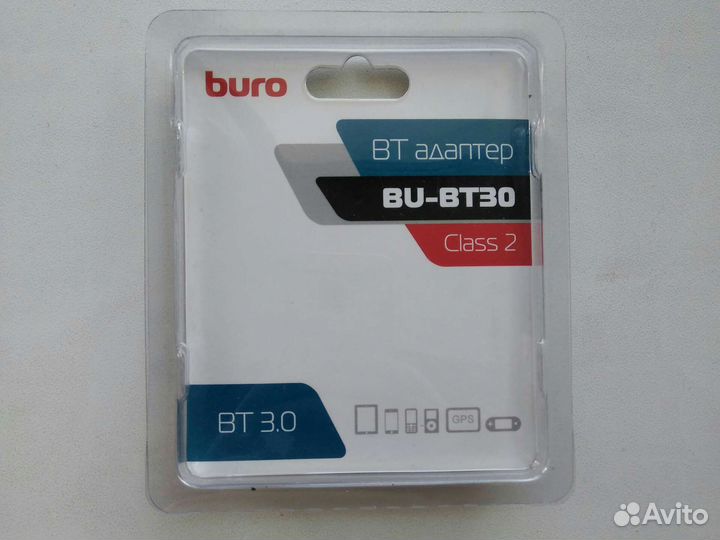 buro
BT адаптер
BU-BT30
Class 2
BT 3.0
GPS
Avito